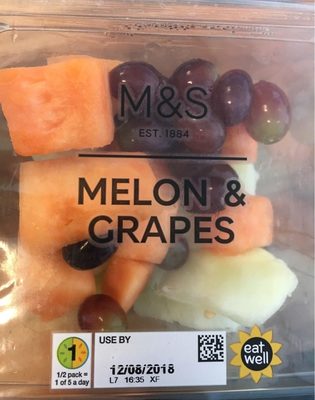 M&S
EST. 1884
MELON &
GRAPES
1
1/2 pack =
1 of 5 a day
USE BY
12/08/2018
L7 16:35 XF
eat
well